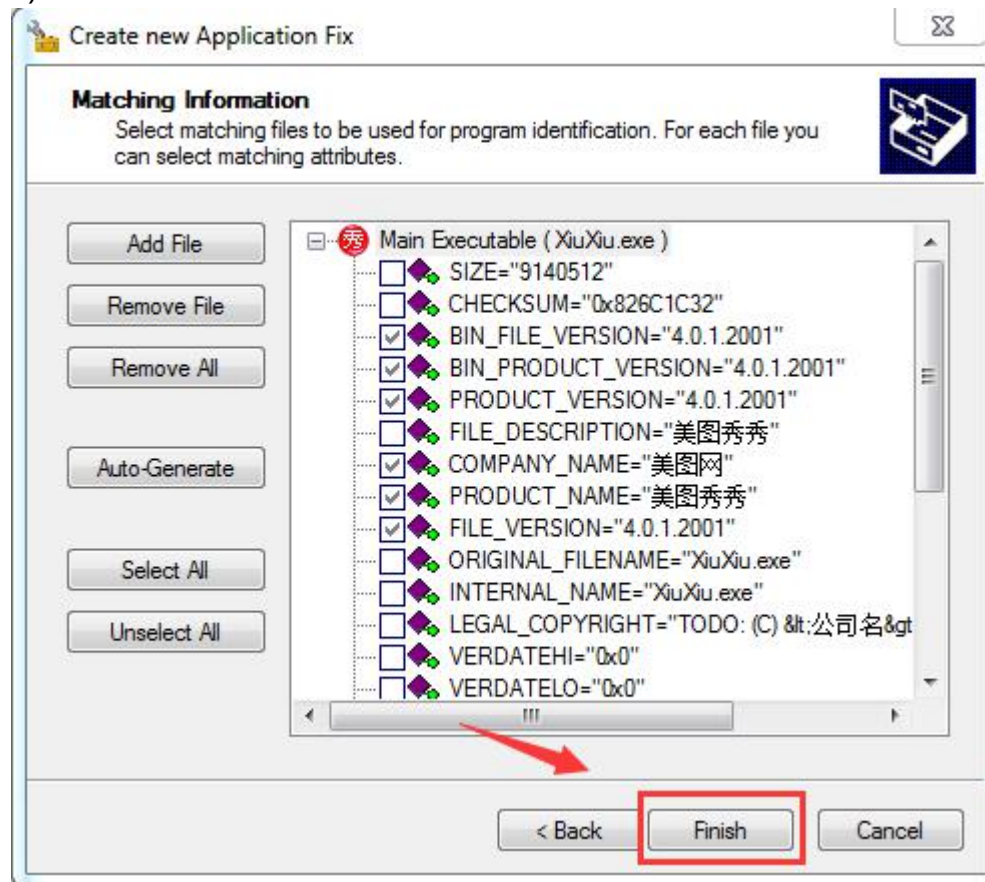 Create new Application Fix
Matching Information
Select matching files to be used for program identification. For each file you
can select matching attributes.
Add File
Remove File
Remove All
Auto-Generate
Select All
Unselect All
秀 Main Executable ( XiuXiu.exe )
SIZE="9140512"
CHECKSUM="0x826C1C32"
BIN_FILE_VERSION="4.0.1.2001"
BIN_PRODUCT_VERSION="4.0.1.2001"
PRODUCT_VERSION="4.0.1.2001"
FILE_DESCRIPTION="美图秀秀"
COMPANY_NAME="美图网"
PRODUCT_NAME="美图秀秀"
FILE_VERSION="4.0.1.2001"
ORIGINAL_FILENAME="XiuXiu.exe"
INTERNAL_NAME="XiuXiu.exe"
LEGAL_COPYRIGHT="TODO: (C) &lt;公司名&gt
VERDATEHI="0x0"
VERDATELO="0x0"
< Back
Finish
Cancel